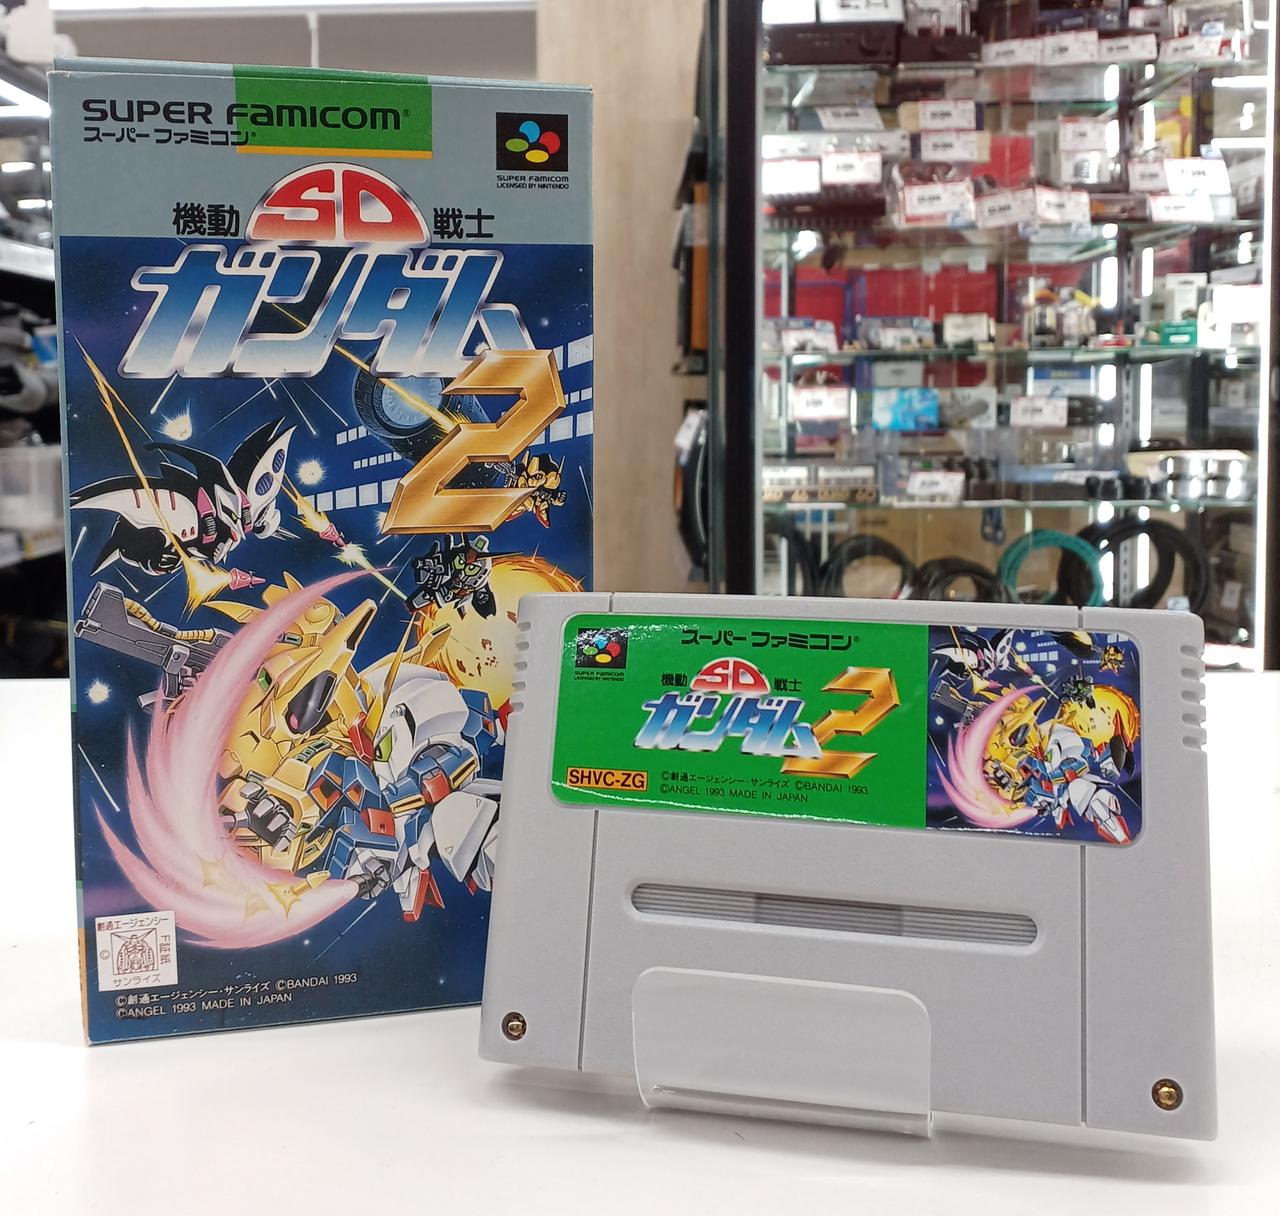 SUPER FAMICOM®
スーパーファミコン®
SUPER FAMICOM
LICENSED BY NINTENDO
機動 SD 戦士
ガンダム
2
創通エージェンシー
©
F証紙
サンライズ
©創通エージェンシー・サンライズ ©BANDAI 1993
©ANGEL 1993 MADE IN JAPAN
スーパーファミコン®
SUPER FAMICOM
LICENSED BY NINTENDO
機動 SD 戦士
ガンダム2
SHVC-ZG
©創通エージェンシー・サンライズ ©BANDAI 1993
©ANGEL 1993 MADE IN JAPAN